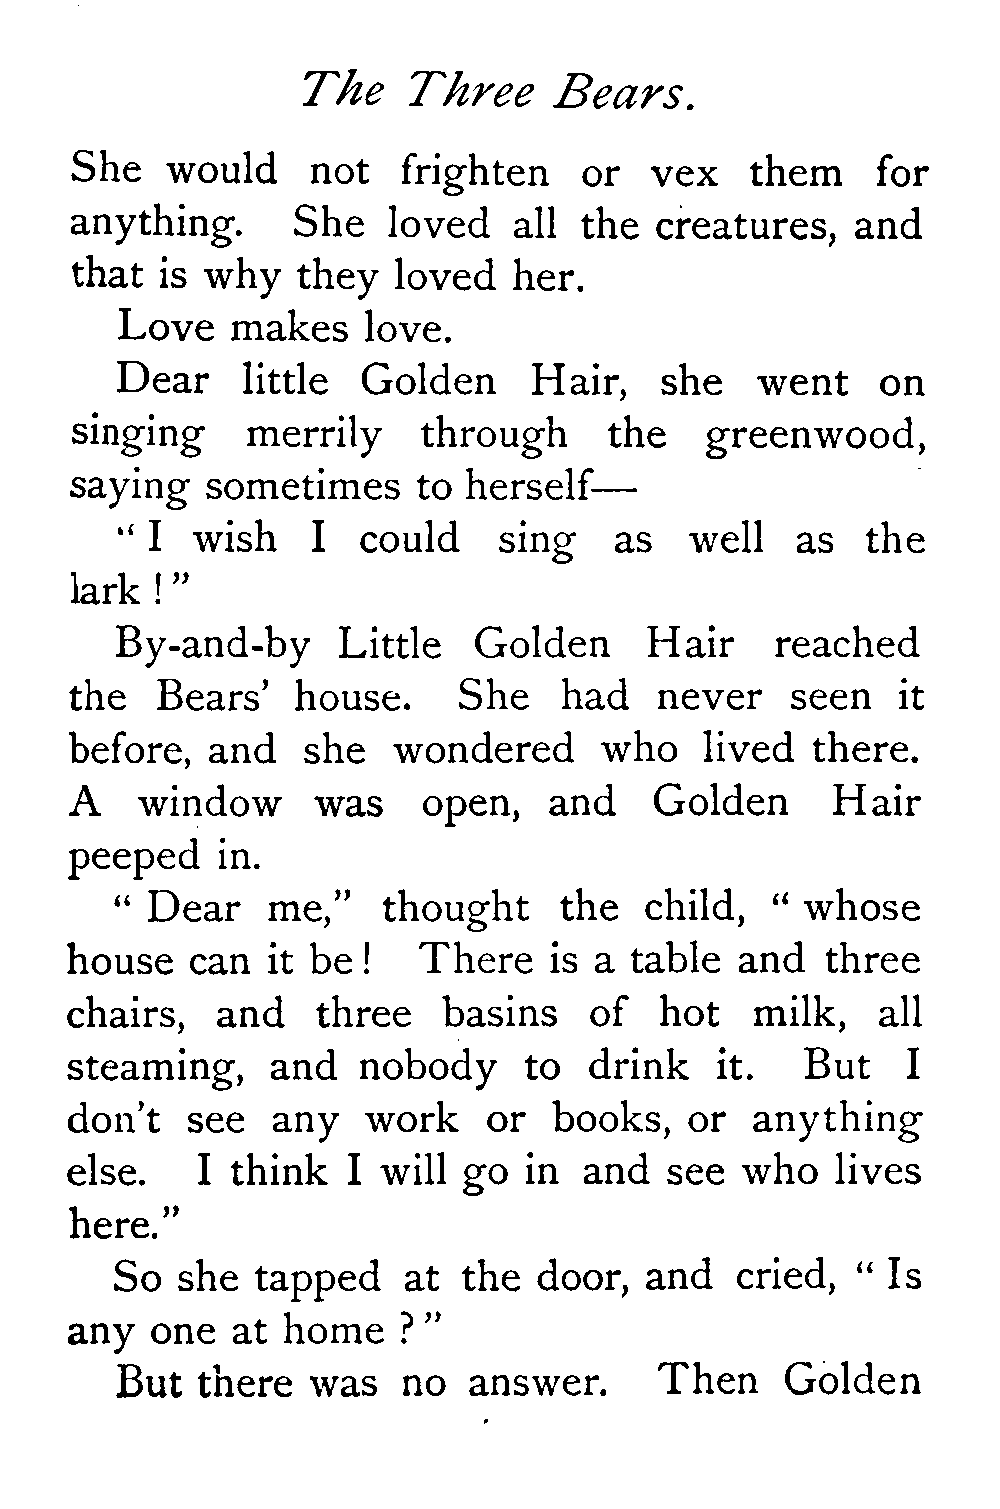 The Three Bears.
She would not frighten or vex them for
anything. She loved all the creatures, and
that is why they loved her.
Love makes love.
Dear little Golden Hair, she went on
singing merrily through the greenwood,
saying sometimes to herself—
“ I wish I could sing as well as the
lark ! ”
By-and-by Little Golden Hair reached
the Bears’ house. She had never seen it
before, and she wondered who lived there.
A window was open, and Golden Hair
peeped in.
“ Dear me,” thought the child, “ whose
house can it be ! There is a table and three
chairs, and three basins of hot milk, all
steaming, and nobody to drink it. But I
don’t see any work or books, or anything
else. I think I will go in and see who lives
here.”
So she tapped at the door, and cried, “ Is
any one at home ? ”
But there was no answer. Then Golden